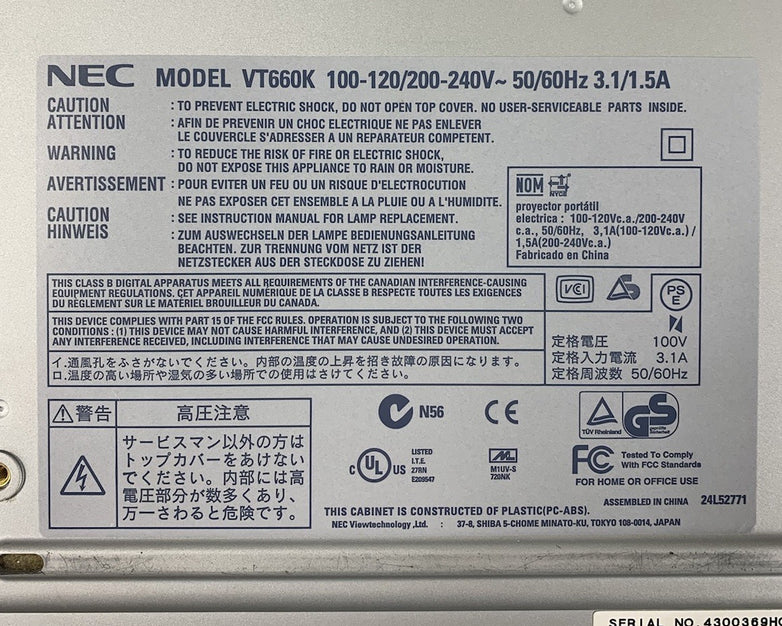 NEC MODEL VT660K 100-120/200-240V~ 50/60Hz 3.1/1.5A
CAUTION : TO PREVENT ELECTRIC SHOCK, DO NOT OPEN TOP COVER. NO USER-SERVICEABLE PARTS INSIDE.
ATTENTION : AFIN DE PREVENIR UN CHOC ELECTRIQUE NE PAS ENLEVER
LE COUVERCLE S'ADRESSER A UN REPARATEUR COMPETENT.
WARNING : TO REDUCE THE RISK OF FIRE OR ELECTRIC SHOCK,
DO NOT EXPOSE THIS APPLIANCE TO RAIN OR MOISTURE.
AVERTISSEMENT : POUR EVITER UN FEU OU UN RISQUE D'ELECTROCUTION
NE PAS EXPOSER CET ENSEMBLE A LA PLUIE OU A L'HUMIDITE.
CAUTION : SEE INSTRUCTION MANUAL FOR LAMP REPLACEMENT.
HINWEIS : ZUM AUSWECHSELN DER LAMPE BEDIENUNGSANLEITUNG
BEACHTEN. ZUR TRENNUNG VOM NETZ IST DER
NETZSTECKER AUS DER STECKDOSE ZU ZIEHEN!
NOM NYCE
proyector portátil
electrica : 100-120Vc.a./200-240V
c.a., 50/60Hz, 3,1A(100-120Vc.a.) /
1,5A(200-240Vc.a.)
Fabricado en China
THIS CLASS B DIGITAL APPARATUS MEETS ALL REQUIREMENTS OF THE CANADIAN INTERFERENCE-CAUSING
EQUIPMENT REGULATIONS. CET APPAREIL NUMÉRIQUE DE LA CLASSE B RESPECTE TOUTES LES EXIGENCES
DU RÈGLEMENT SUR LE MATÉRIEL BROUILLEUR DU CANADA.
THIS DEVICE COMPLIES WITH PART 15 OF THE FCC RULES. OPERATION IS SUBJECT TO THE FOLLOWING TWO
CONDITIONS : (1) THIS DEVICE MAY NOT CAUSE HARMFUL INTERFERENCE, AND (2) THIS DEVICE MUST ACCEPT
ANY INTERFERENCE RECEIVED, INCLUDING INTERFERENCE THAT MAY CAUSE UNDESIRED OPERATION.
イ.通風孔をふさがないでください。内部の温度の上昇を招き故障の原因になります。
ロ.温度の高い場所や湿気の多い場所での使用はさけてください。
VCI
PS
E
定格電圧 100V
定格入力電流 3.1A
定格周波数 50/60Hz
警告 高圧注意
サービスマン以外の方は
トップカバーをあけない
でください。内部には高
電圧部分が数多くあり、
万一さわると危険です。
N56
CE
TÜV Rheinland
GS
geprüfte
Sicherheit
c UL US
LISTED
I.T.E.
27RN
E209547
M1UV-S
720NK
FC Tested To Comply
With FCC Standards
FOR HOME OR OFFICE USE
ASSEMBLED IN CHINA 24L52771
THIS CABINET IS CONSTRUCTED OF PLASTIC(PC-ABS).
NEC Viewtechnology ,Ltd. : 37-8, SHIBA 5-CHOME MINATO-KU, TOKYO 108-0014, JAPAN
SERIAL NO. 4300369H